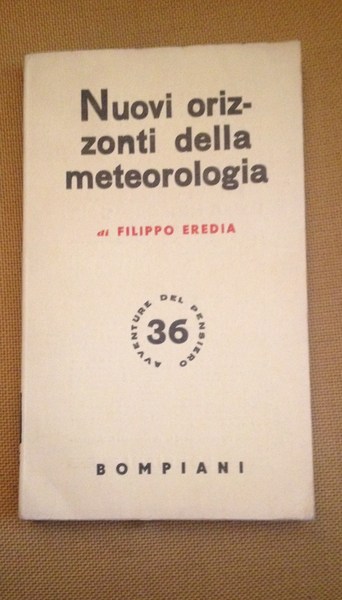 Nuovi oriz-
zonti della
meteorologia
di FILIPPO EREDIA
AVVENTURE DEL PENSIERO
36
BOMPIANI